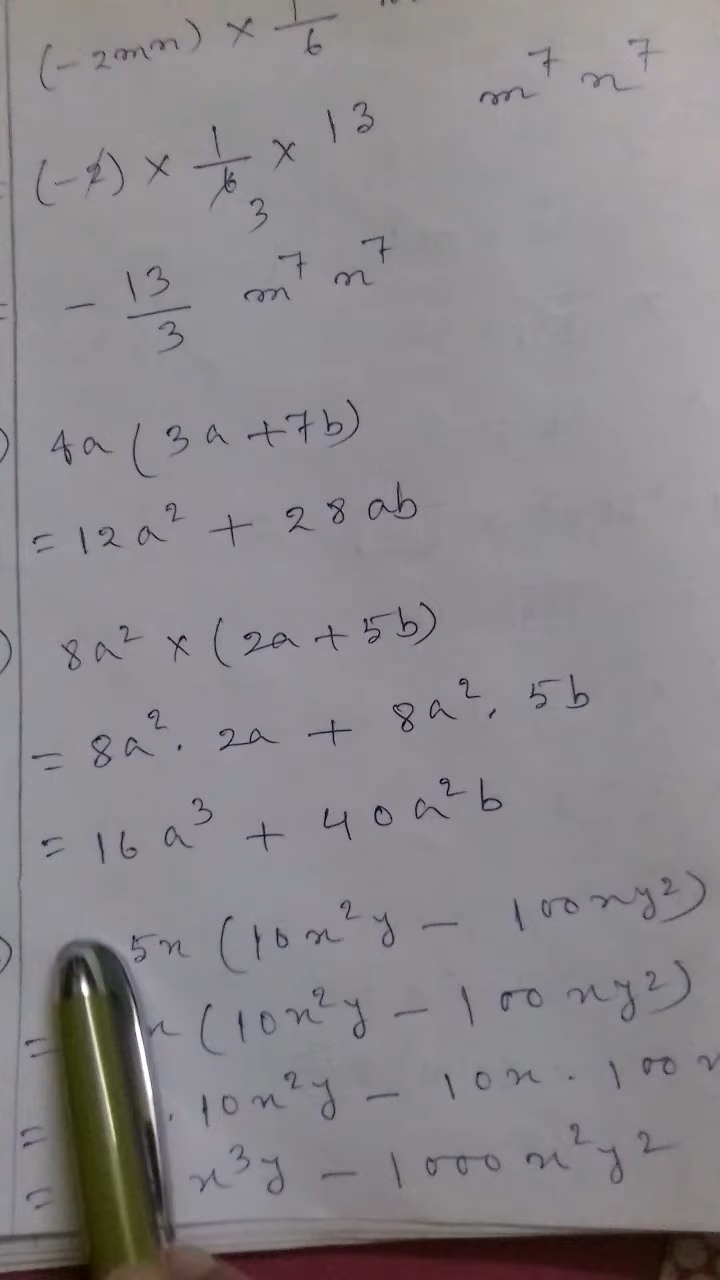 (-2mn) × 1/6
(-2) × 1/6 × 13 m⁷ n⁷
3
- 13/3 m⁷ n⁷
4a (3a + 7b)
= 12a² + 28ab
8a² × (2a + 5b)
= 8a² . 2a + 8a² . 5b
= 16a³ + 40a²b
5x (10x²y - 100xy²)
= x (10x²y - 100xy²)
= . 10x²y - 10x . 100
= x³y - 1000x²y²